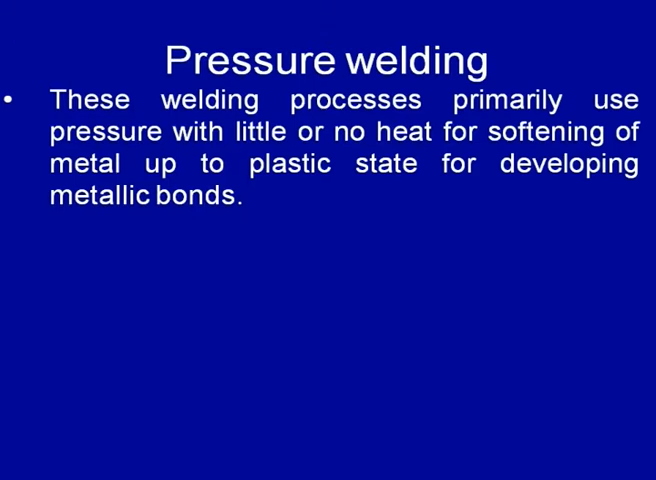 Pressure welding
• These welding processes primarily use
pressure with little or no heat for softening of
metal up to plastic state for developing
metallic bonds.